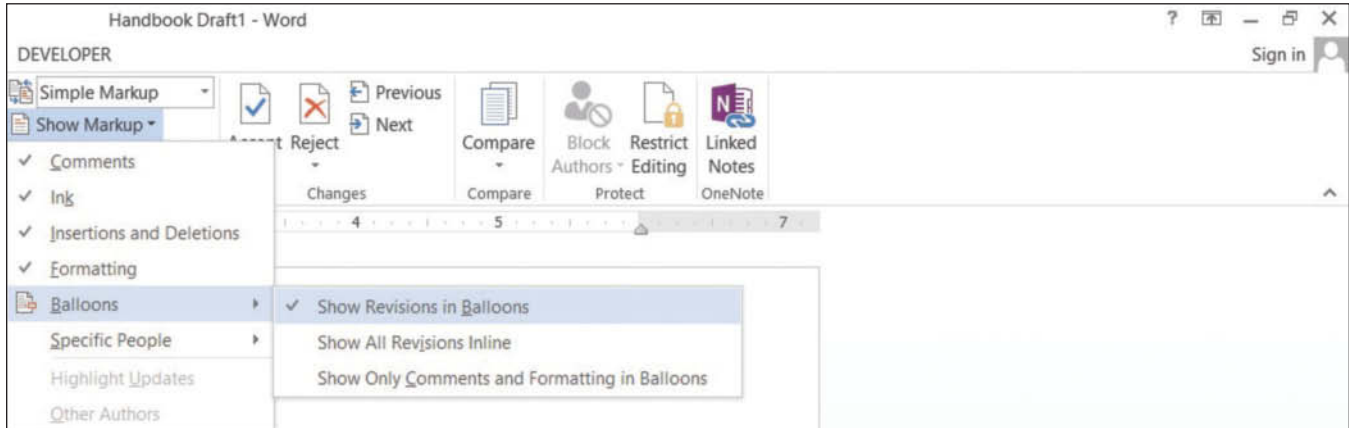 Handbook Draft1 - Word
?
DEVELOPER
Sign in
Simple Markup
Show Markup
Reject
Previous
Next
Compare
Block Authors
Restrict Editing
Linked Notes
Changes
Compare
Protect
OneNote
4
5
7
Comments
Ink
Insertions and Deletions
Formatting
Balloons
Specific People
Highlight Updates
Other Authors
Show Revisions in Balloons
Show All Revisions Inline
Show Only Comments and Formatting in Balloons